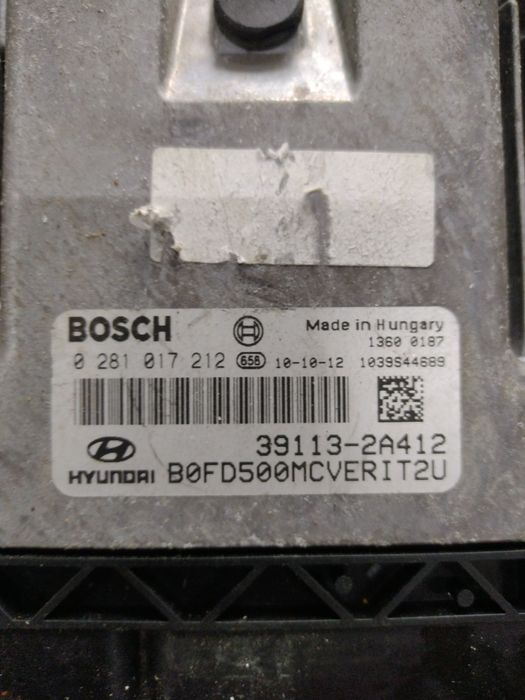 BOSCH
Made in Hungary
1360 0187
0 281 017 212 656 10-10-12 1039S44689
39113-2A412
HYUNDAI B0FD500MCVERIT2U